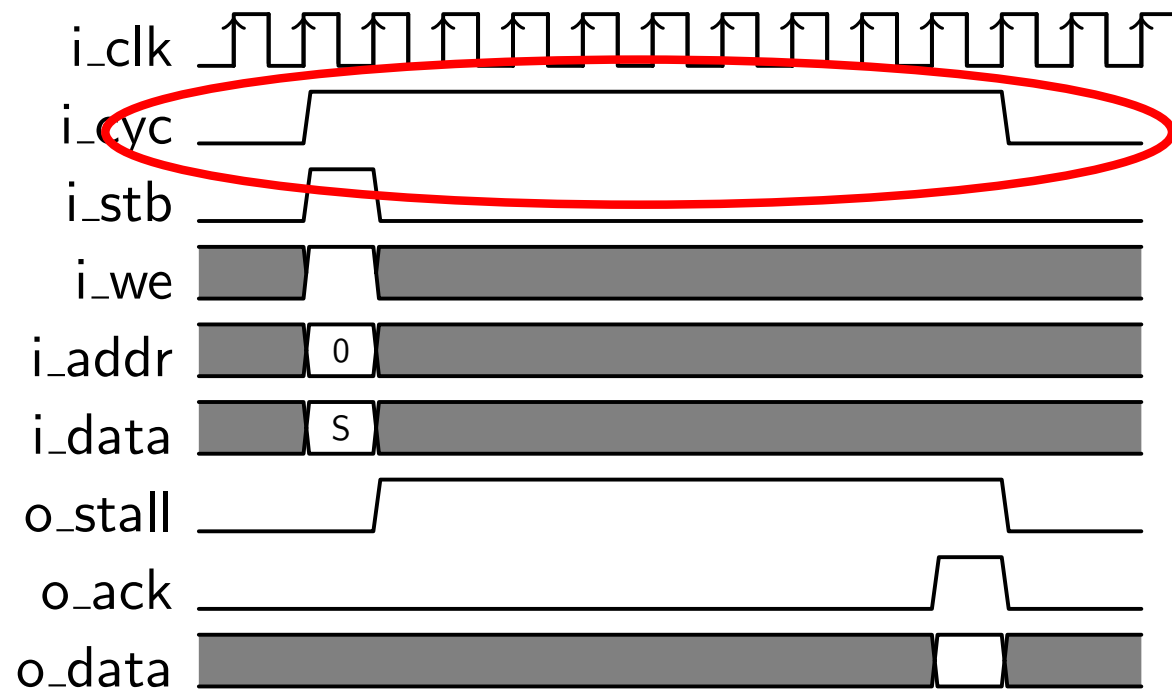 i_clk
i_cyc
i_stb
i_we
i_addr 0
i_data S
o_stall
o_ack
o_data